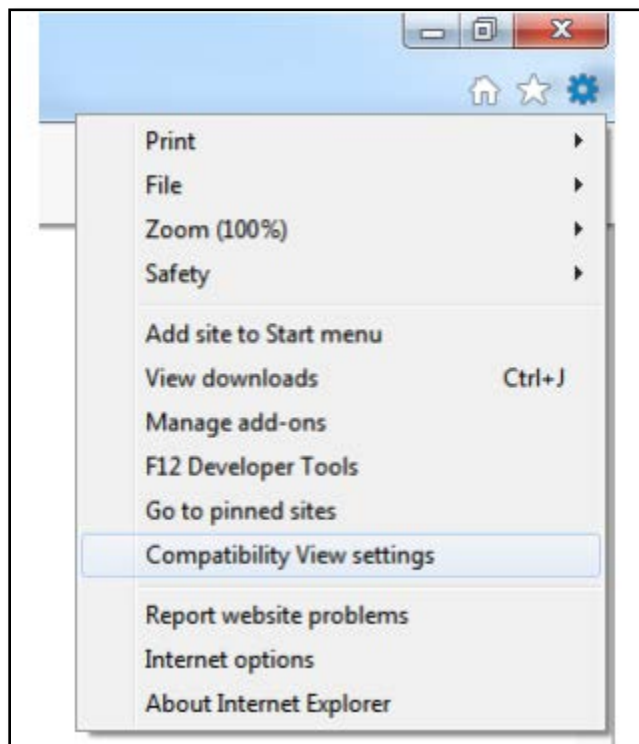 Print
File
Zoom (100%)
Safety
Add site to Start menu
View downloads Ctrl+J
Manage add-ons
F12 Developer Tools
Go to pinned sites
Compatibility View settings
Report website problems
Internet options
About Internet Explorer